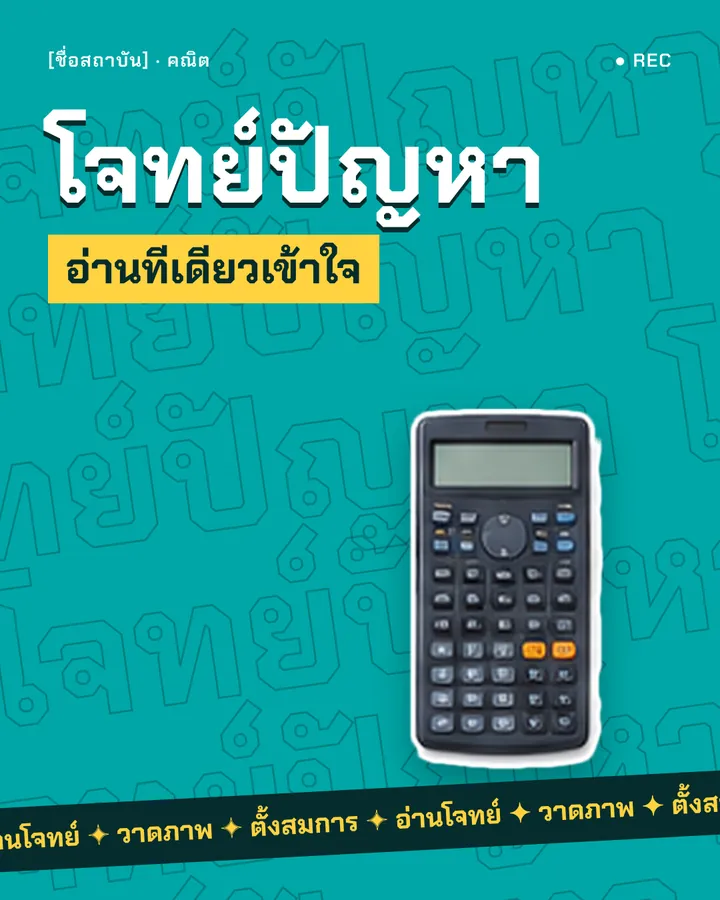 [ชื่อสถาบัน] · คณิต
● REC
โจทย์ปัญหา
อ่านทีเดียวเข้าใจ
านโจทย์ ✦ วาดภาพ ✦ ตั้งสมการ ✦ อ่านโจทย์ ✦ วาดภาพ ✦ ตั้งส